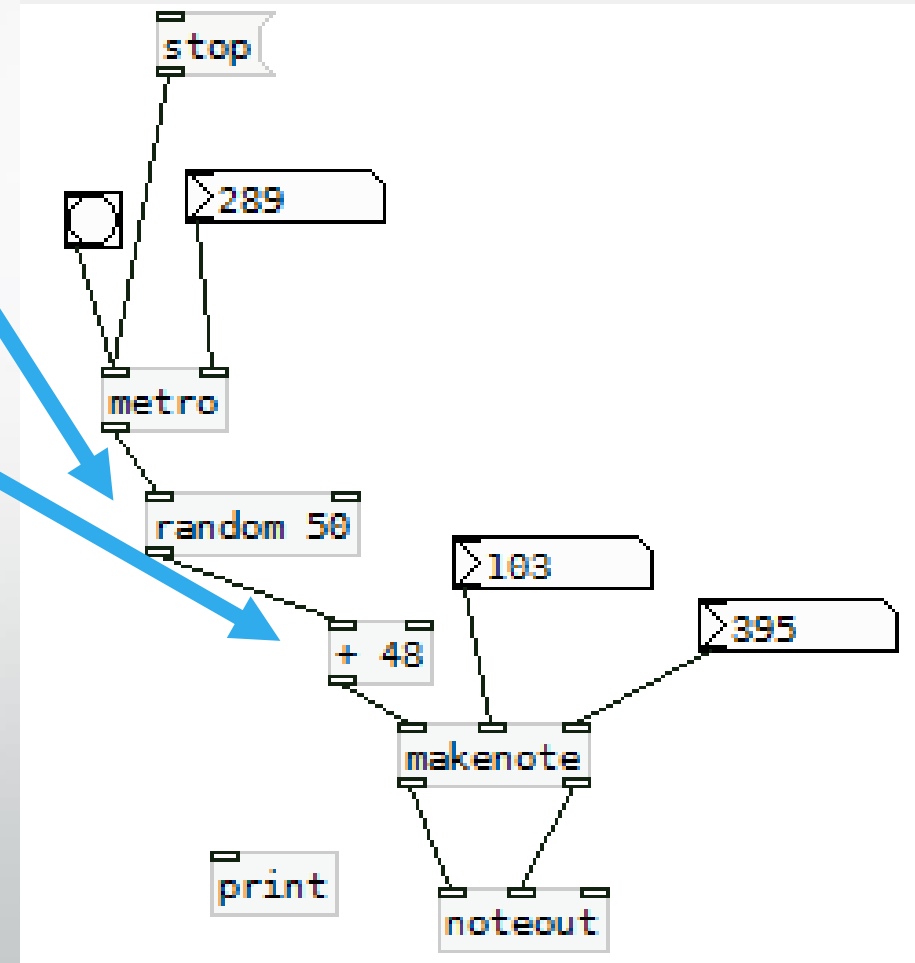 stop
289
metro
random 50
103
395
+ 48
makenote
print
noteout